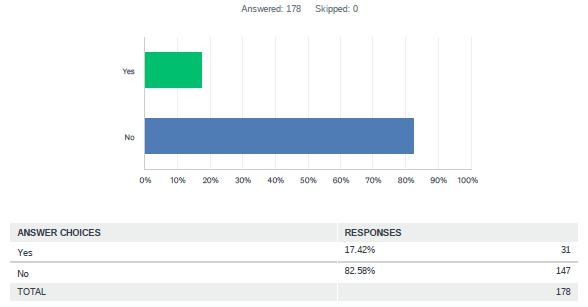 Answered: 178 Skipped: 0
Yes
No
0% 10% 20% 30% 40% 50% 60% 70% 80% 90% 100%
ANSWER CHOICES RESPONSES
Yes 17.42% 31
No 82.58% 147
TOTAL 178